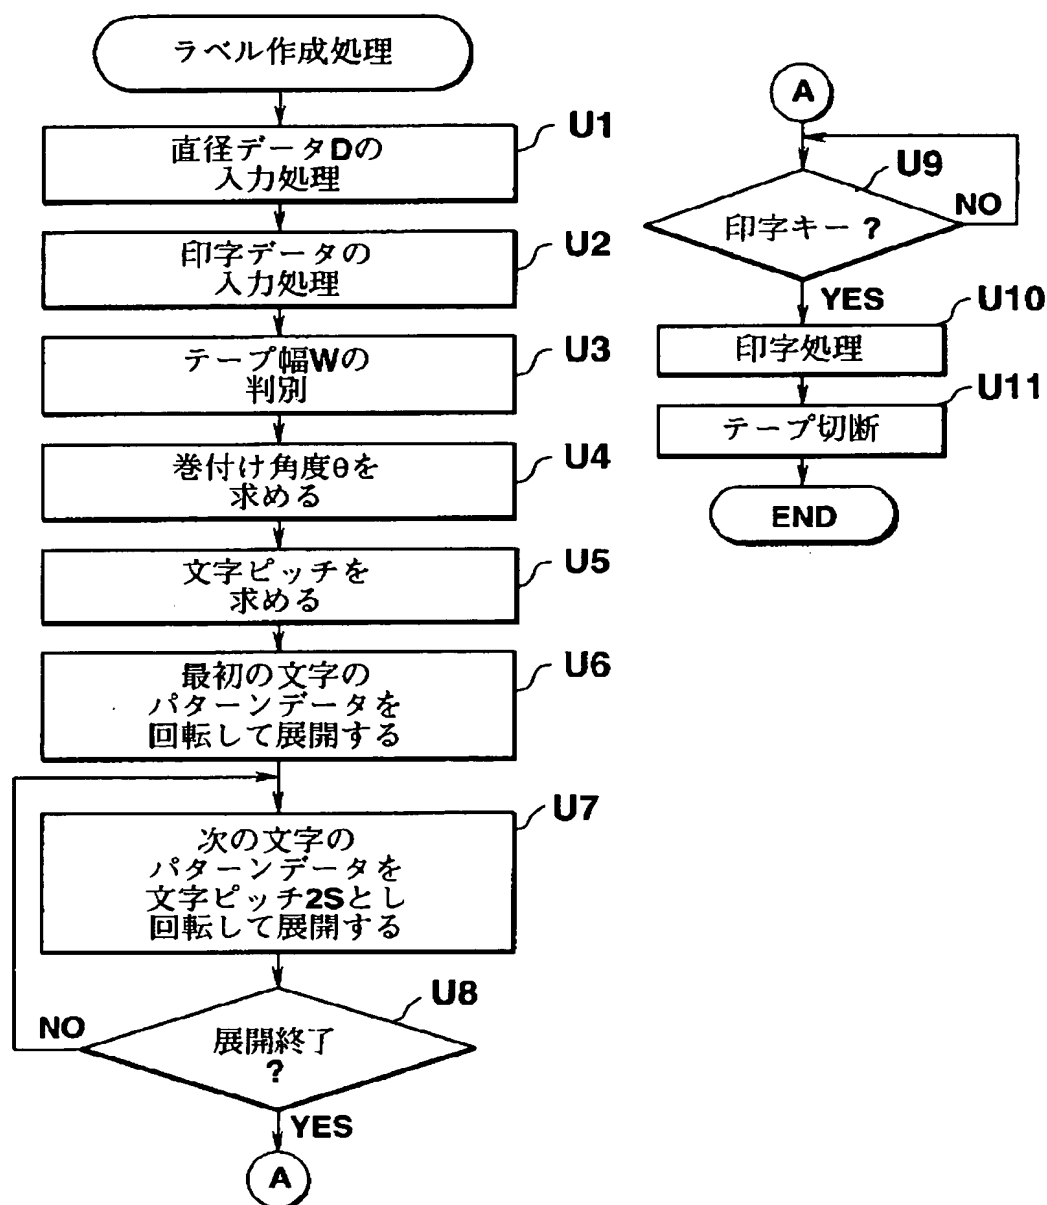 ラベル作成処理
U1
直径データDの
入力処理
U2
印字データの
入力処理
U3
テープ幅Wの
判別
U4
巻付け角度θを
求める
U5
文字ピッチを
求める
U6
最初の文字の
パターンデータを
回転して展開する
U7
次の文字の
パターンデータを
文字ピッチ2Sとし
回転して展開する
U8
展開終了
?
NO
YES
A
A
U9
印字キー?
NO
YES
U10
印字処理
U11
テープ切断
END